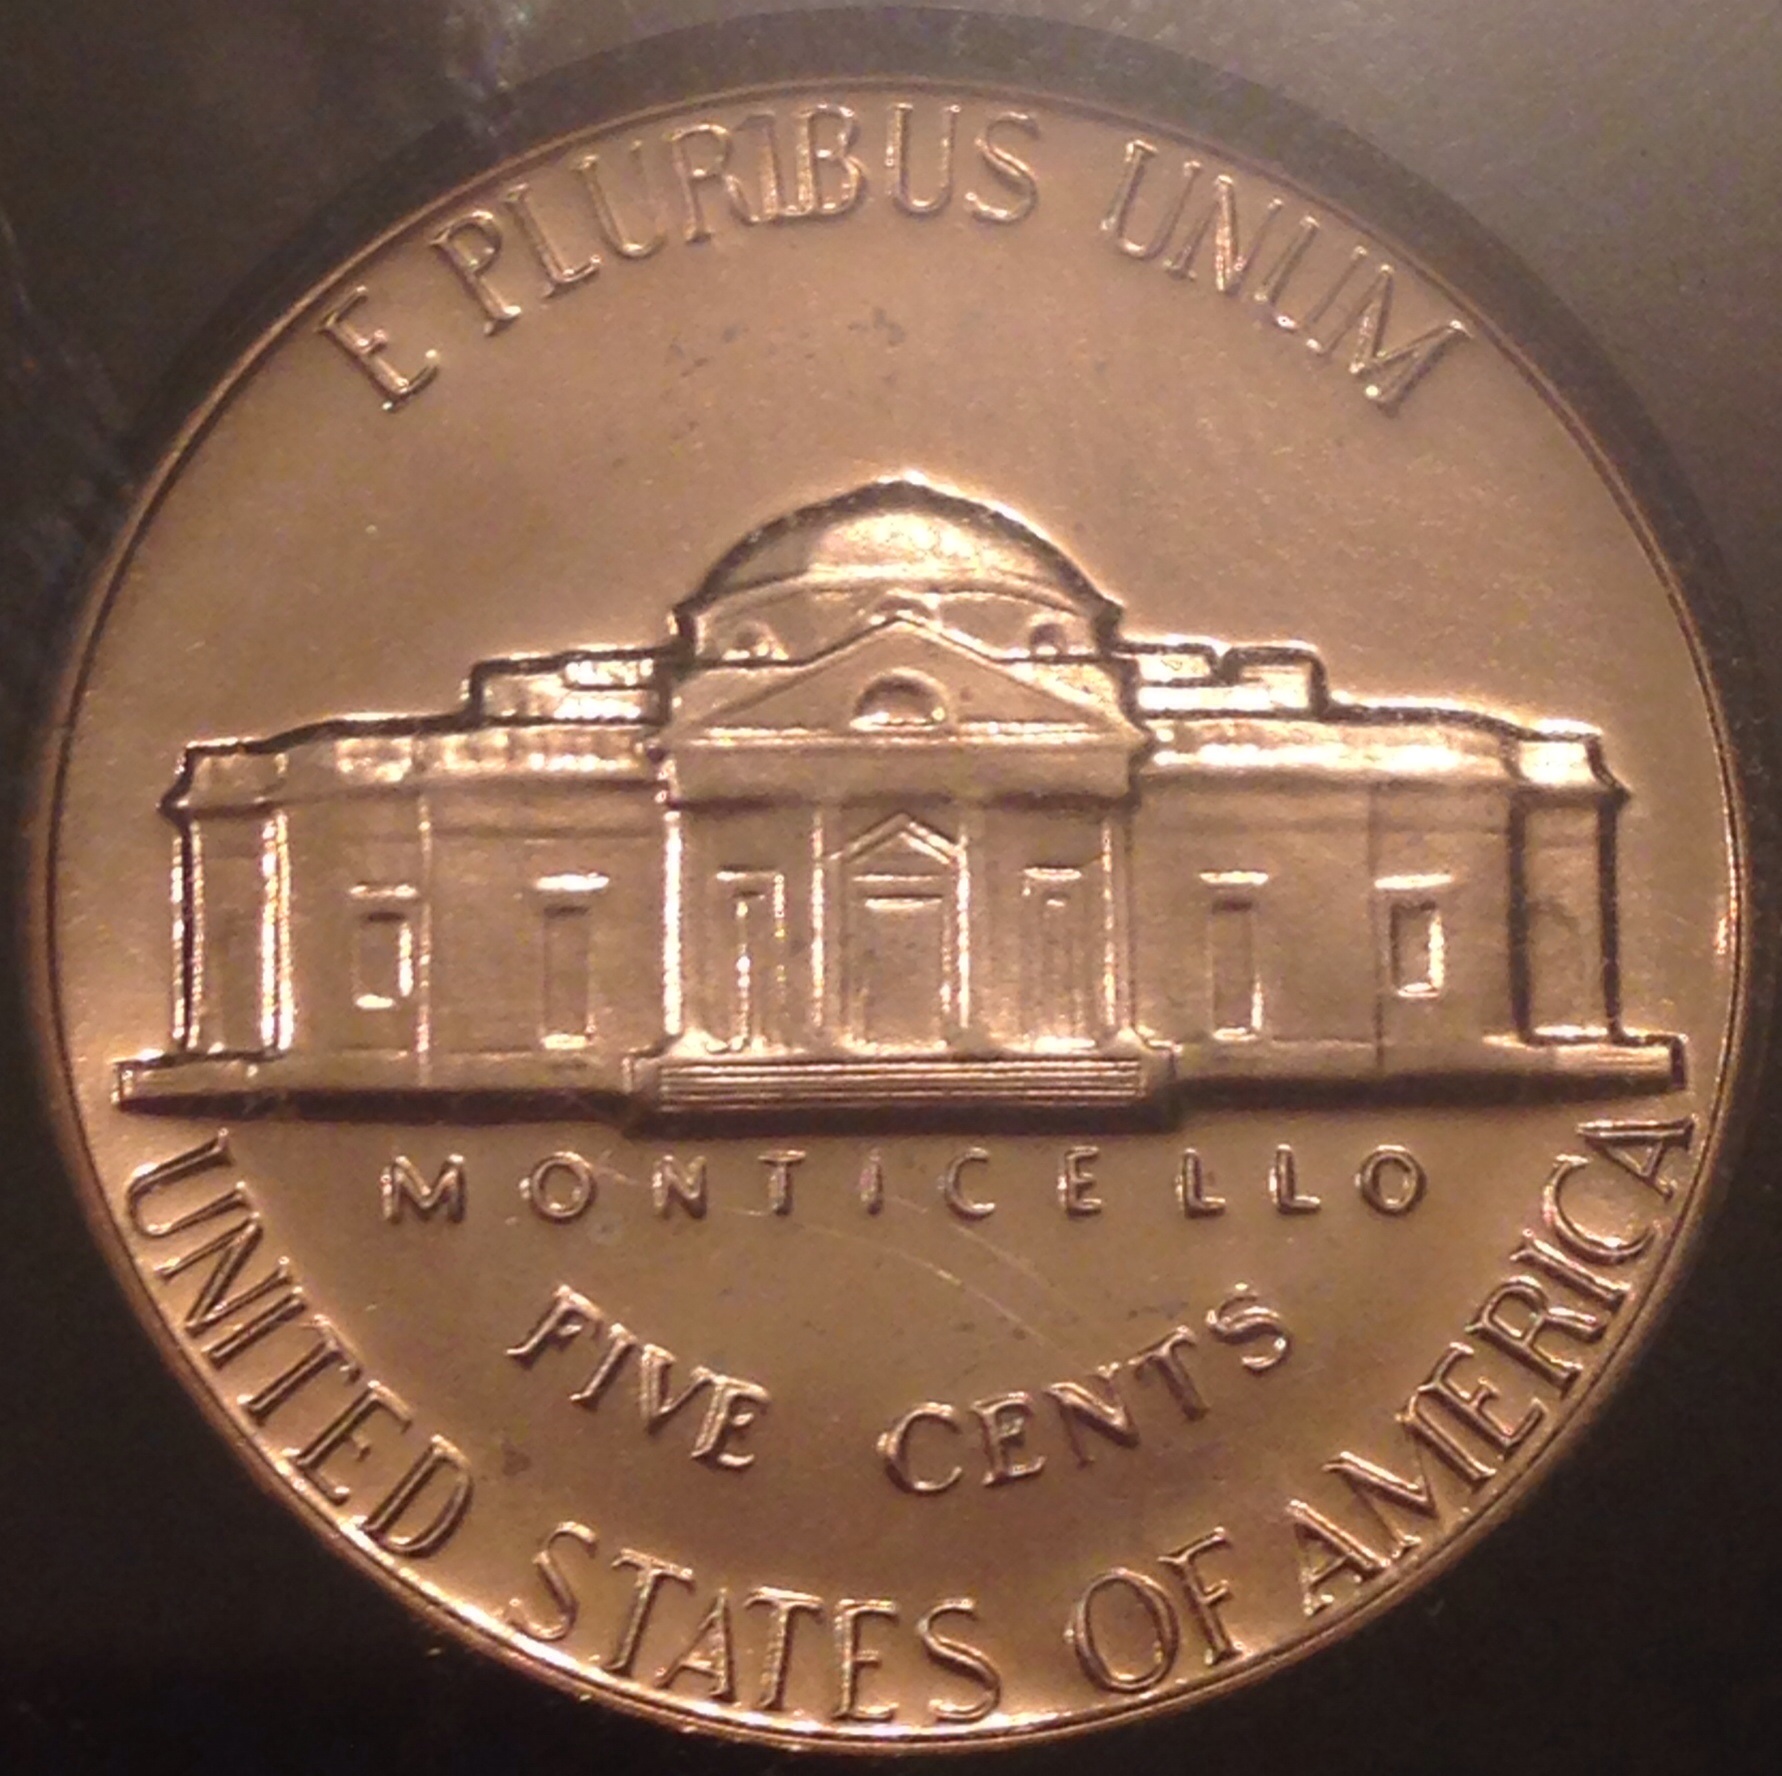 E PLURIBUS UNUM
MONTICELLO
FIVE CENTS
UNITED STATES OF AMERICA